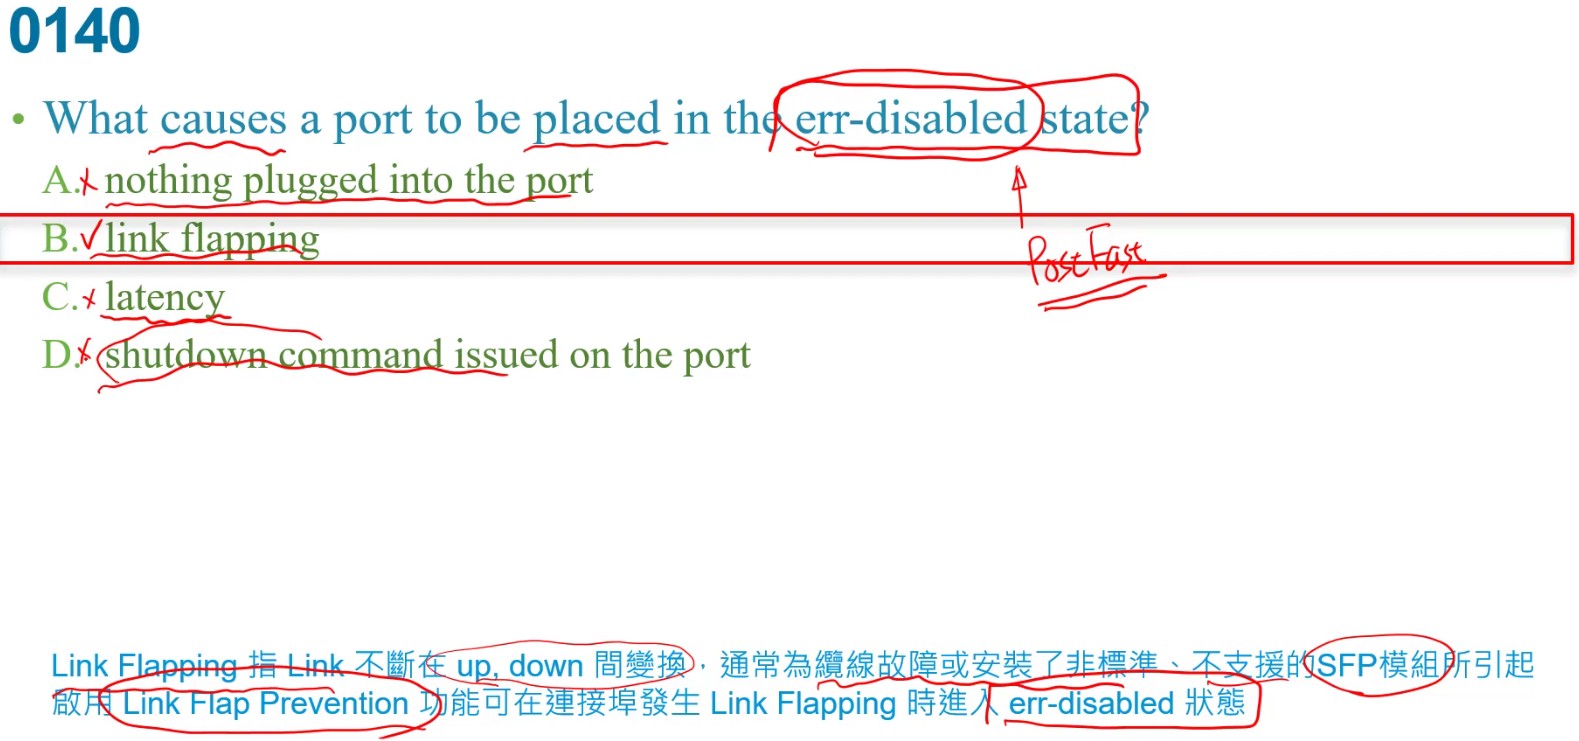 0140
• What causes a port to be placed in the err-disabled state?
A. nothing plugged into the port
B. link flapping
PostFast
C. latency
D. shutdown command issued on the port
Link Flapping 指 Link 不斷在 up, down 間變換，通常為纜線故障或安裝了非標準、不支援的SFP模組所引起
啟用 Link Flap Prevention 功能可在連接埠發生 Link Flapping 時進入 err-disabled 狀態